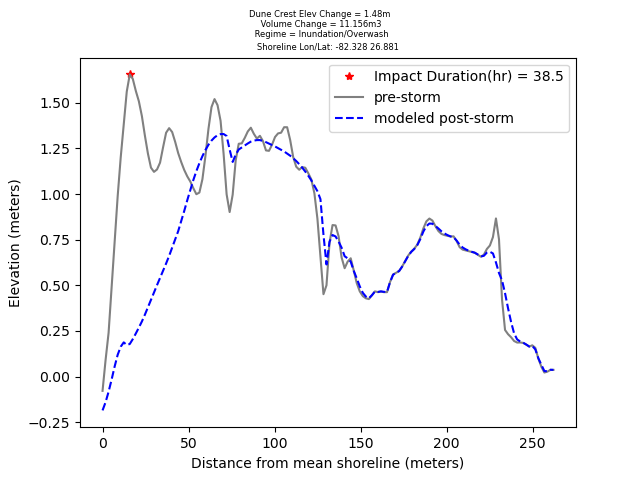 Dune Crest Elev Change = 1.48m
Volume Change = 11.156m3
Regime = Inundation/Overwash
Shoreline Lon/Lat: -82.328 26.881
Impact Duration(hr) = 38.5
pre-storm
modeled post-storm
Elevation (meters)
1.50
1.25
1.00
0.75
0.50
0.25
0.00
−0.25
0 50 100 150 200 250
Distance from mean shoreline (meters)